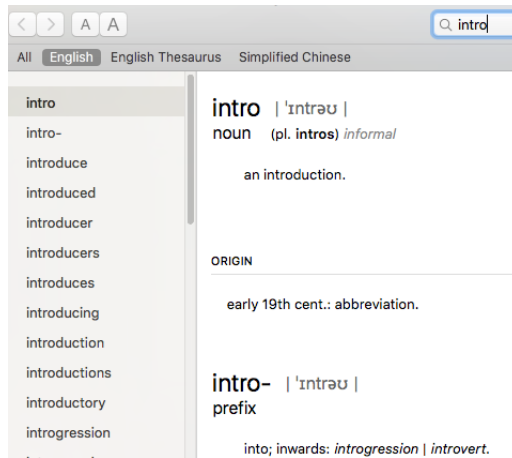 A A intro
All English English Thesaurus Simplified Chinese
intro
intro-
introduce
introduced
introducer
introducers
introduces
introducing
introduction
introductions
introductory
introgression
intro | ˈɪntrəʊ |
noun (pl. intros) informal
an introduction.
ORIGIN
early 19th cent.: abbreviation.
intro- | ˈɪntrəʊ |
prefix
into; inwards: introgression | introvert.